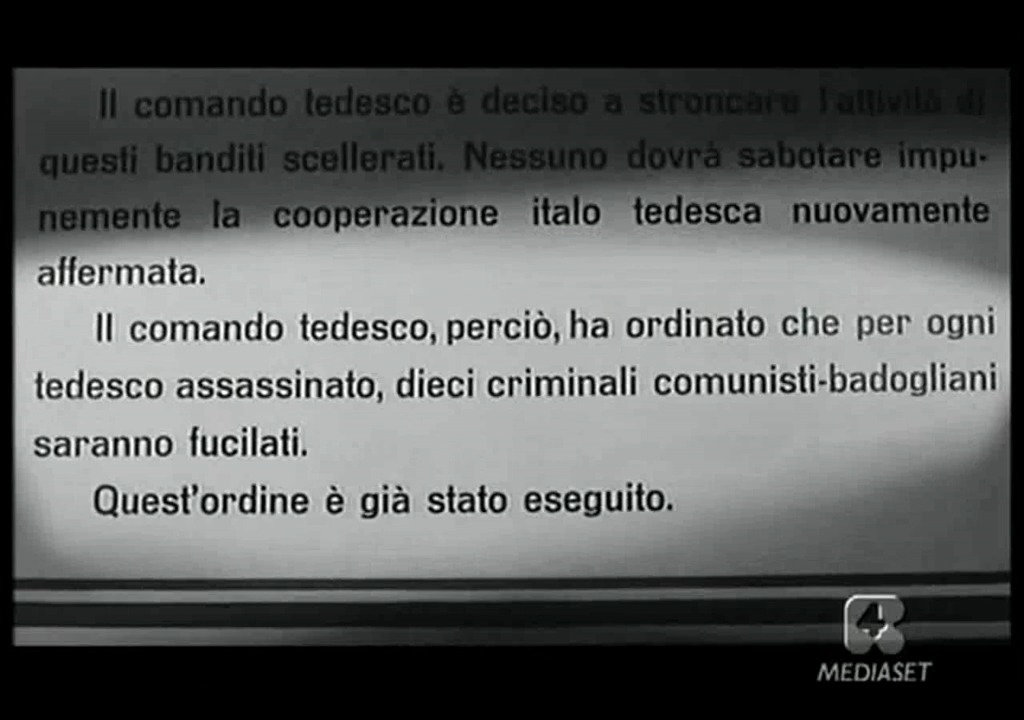 Il comando tedesco è deciso a stroncare l'attività di
questi banditi scellerati. Nessuno dovrà sabotare impu-
nemente la cooperazione italo tedesca nuovamente
affermata.
Il comando tedesco, perciò, ha ordinato che per ogni
tedesco assassinato, dieci criminali comunisti-badogliani
saranno fucilati.
Quest'ordine è già stato eseguito.
4
MEDIASET